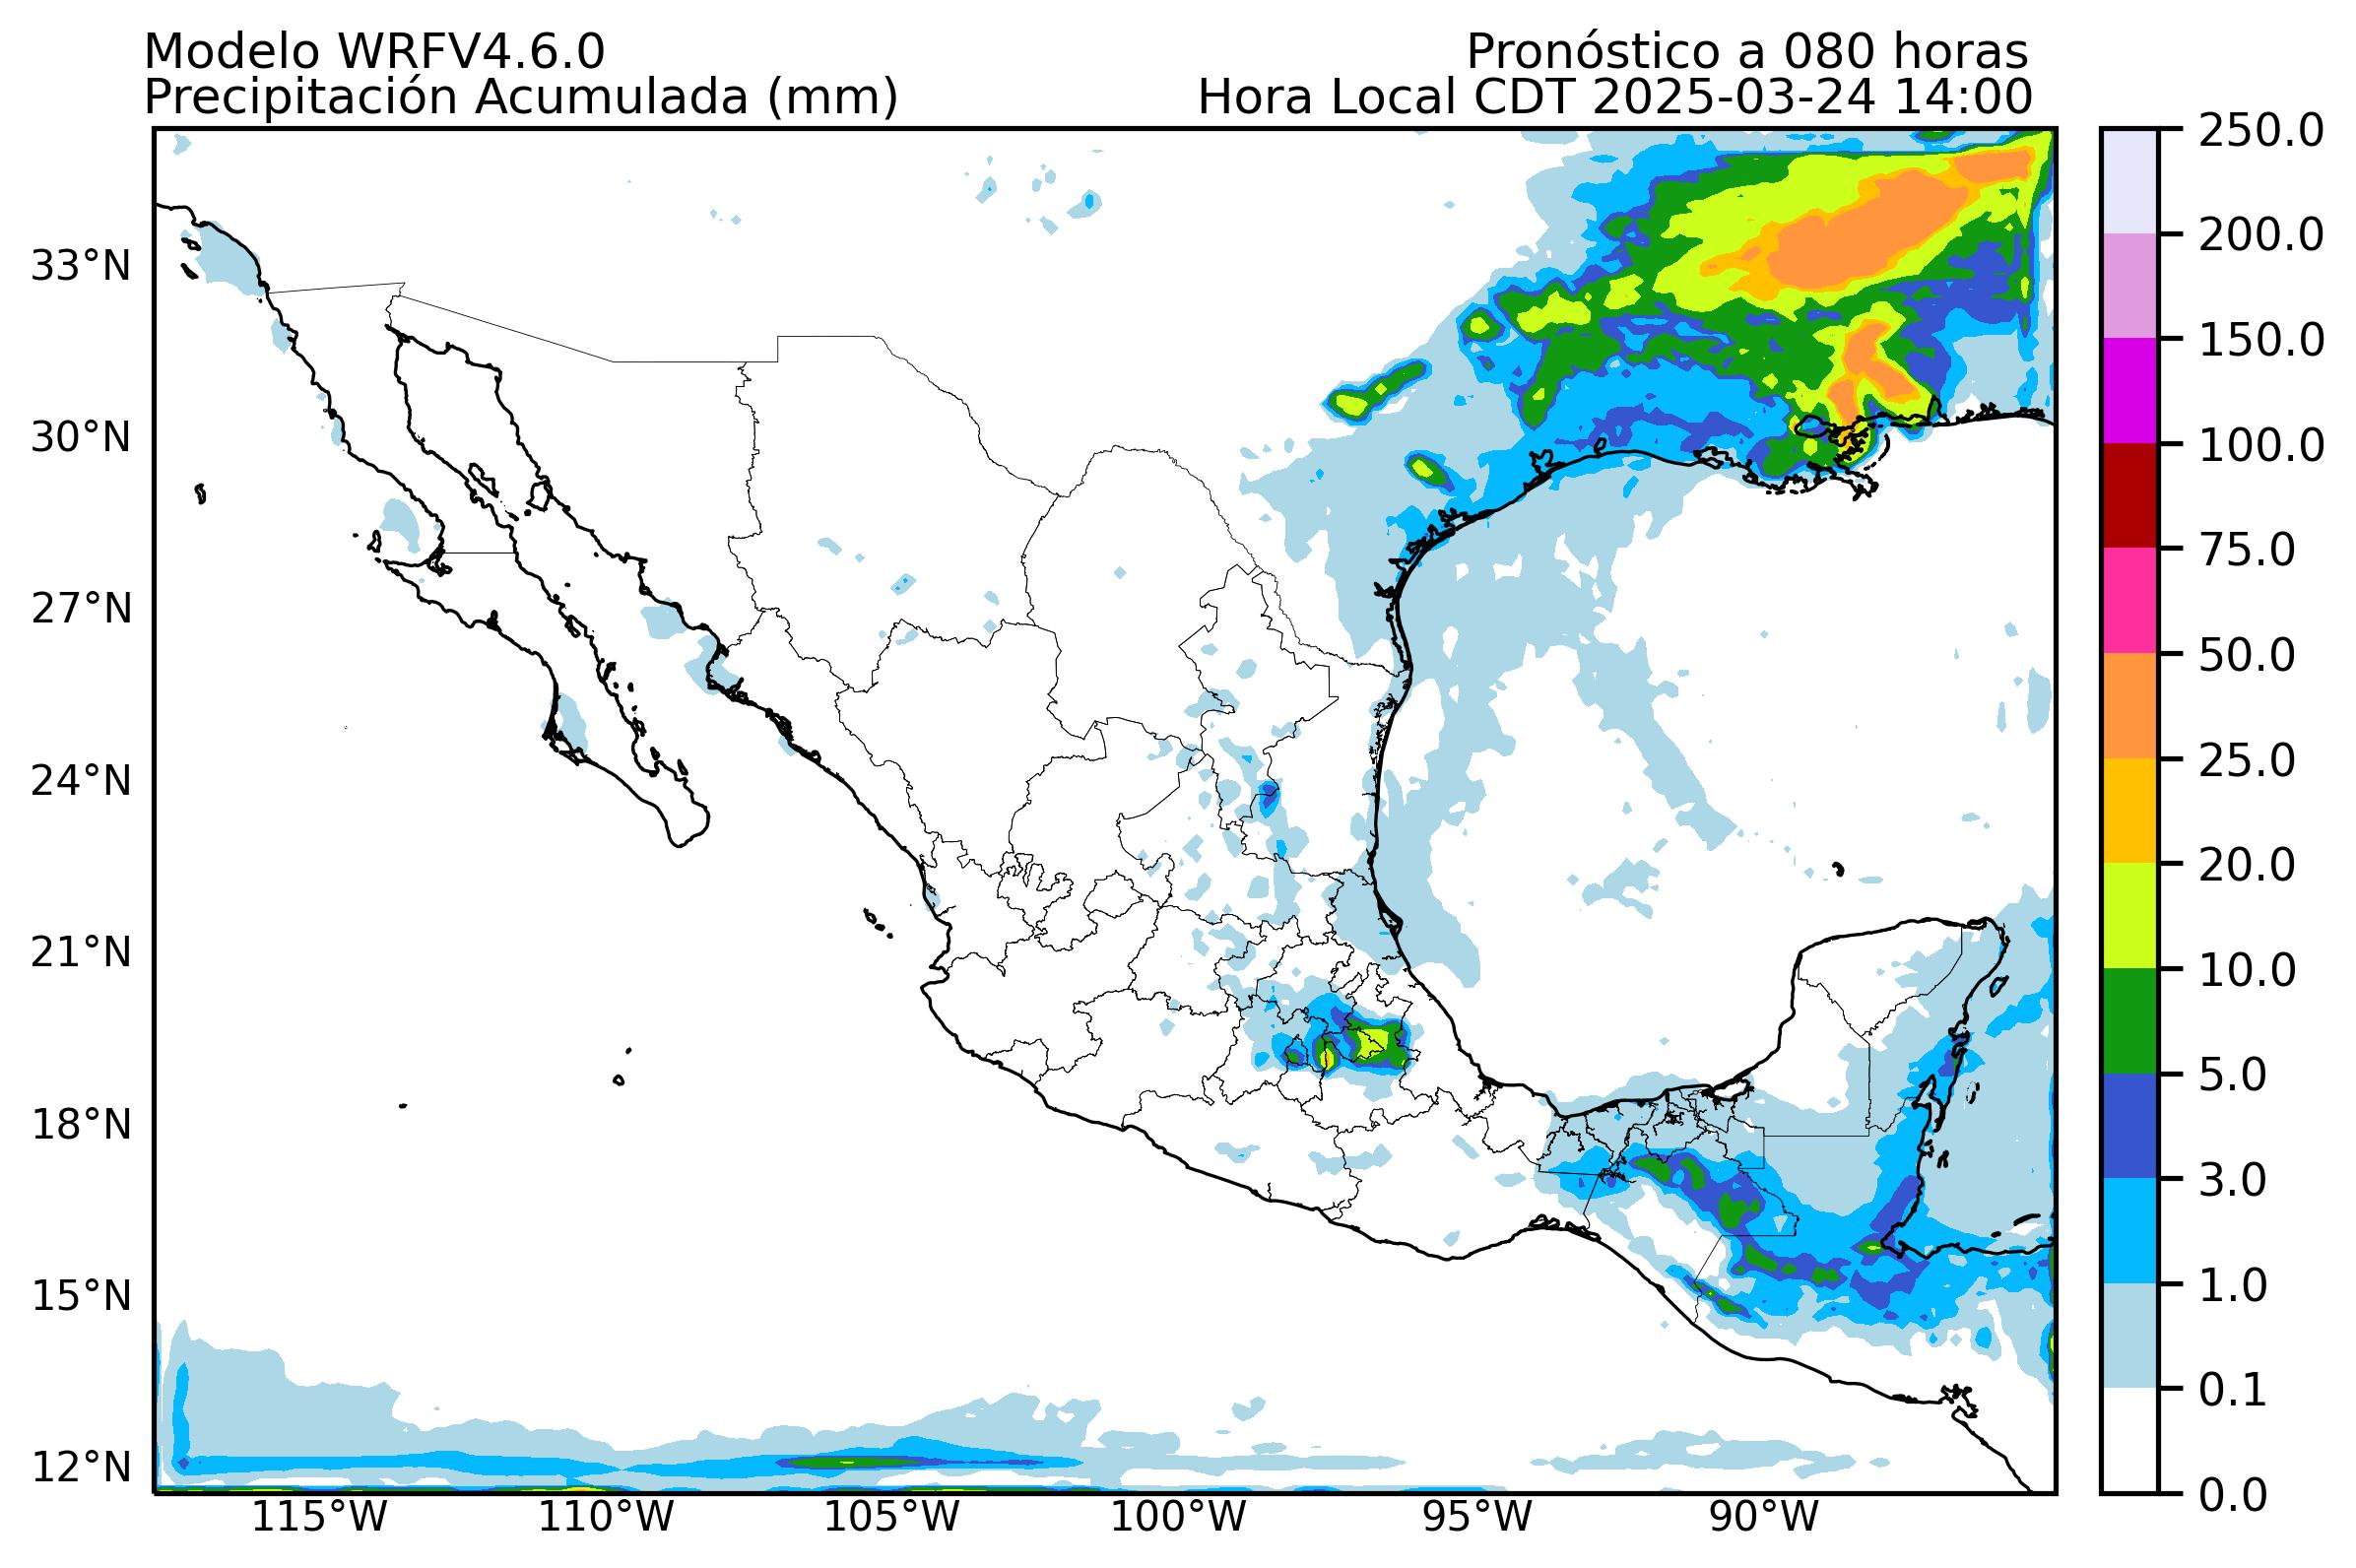 Modelo WRFV4.6.0
Pronóstico a 080 horas
Precipitación Acumulada (mm)
Hora Local CDT 2025-03-24 14:00
33°N
30°N
27°N
24°N
21°N
18°N
15°N
12°N
115°W
110°W
105°W
100°W
95°W
90°W
250.0
200.0
150.0
100.0
75.0
50.0
25.0
20.0
10.0
5.0
3.0
1.0
0.1
0.0